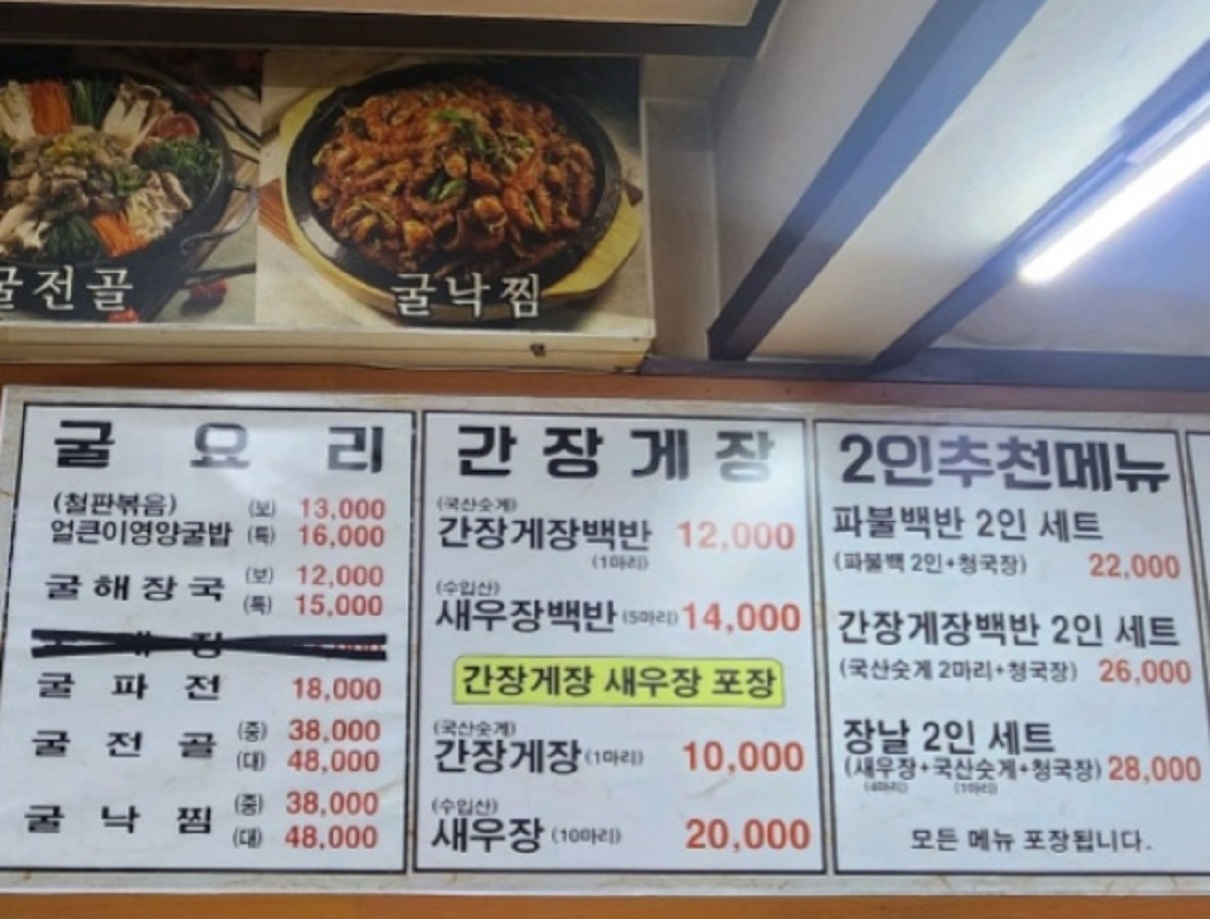 굴전골
굴낙찜
굴 요 리
(철판볶음)
얼큰이영양굴밥 (보) 13,000
(특) 16,000
굴해장국 (보) 12,000
(특) 15,000
굴 파 전 18,000
굴 전 골 (중) 38,000
(대) 48,000
굴 낙 찜 (중) 38,000
(대) 48,000
간장게장
(국산숫게)
간장게장백반 12,000
(1마리)
(수입산)
새우장백반 (5마리) 14,000
간장게장 새우장 포장
(국산숫게)
간장게장 (1마리) 10,000
(수입산)
새우장 (10마리) 20,000
2인추천메뉴
파불백반 2인 세트
(파불백 2인+청국장) 22,000
간장게장백반 2인 세트
(국산숫게 2마리+청국장) 26,000
장날 2인 세트
(새우장+국산숫게+청국장) 28,000
(4마리) (1마리)
모든 메뉴 포장됩니다.